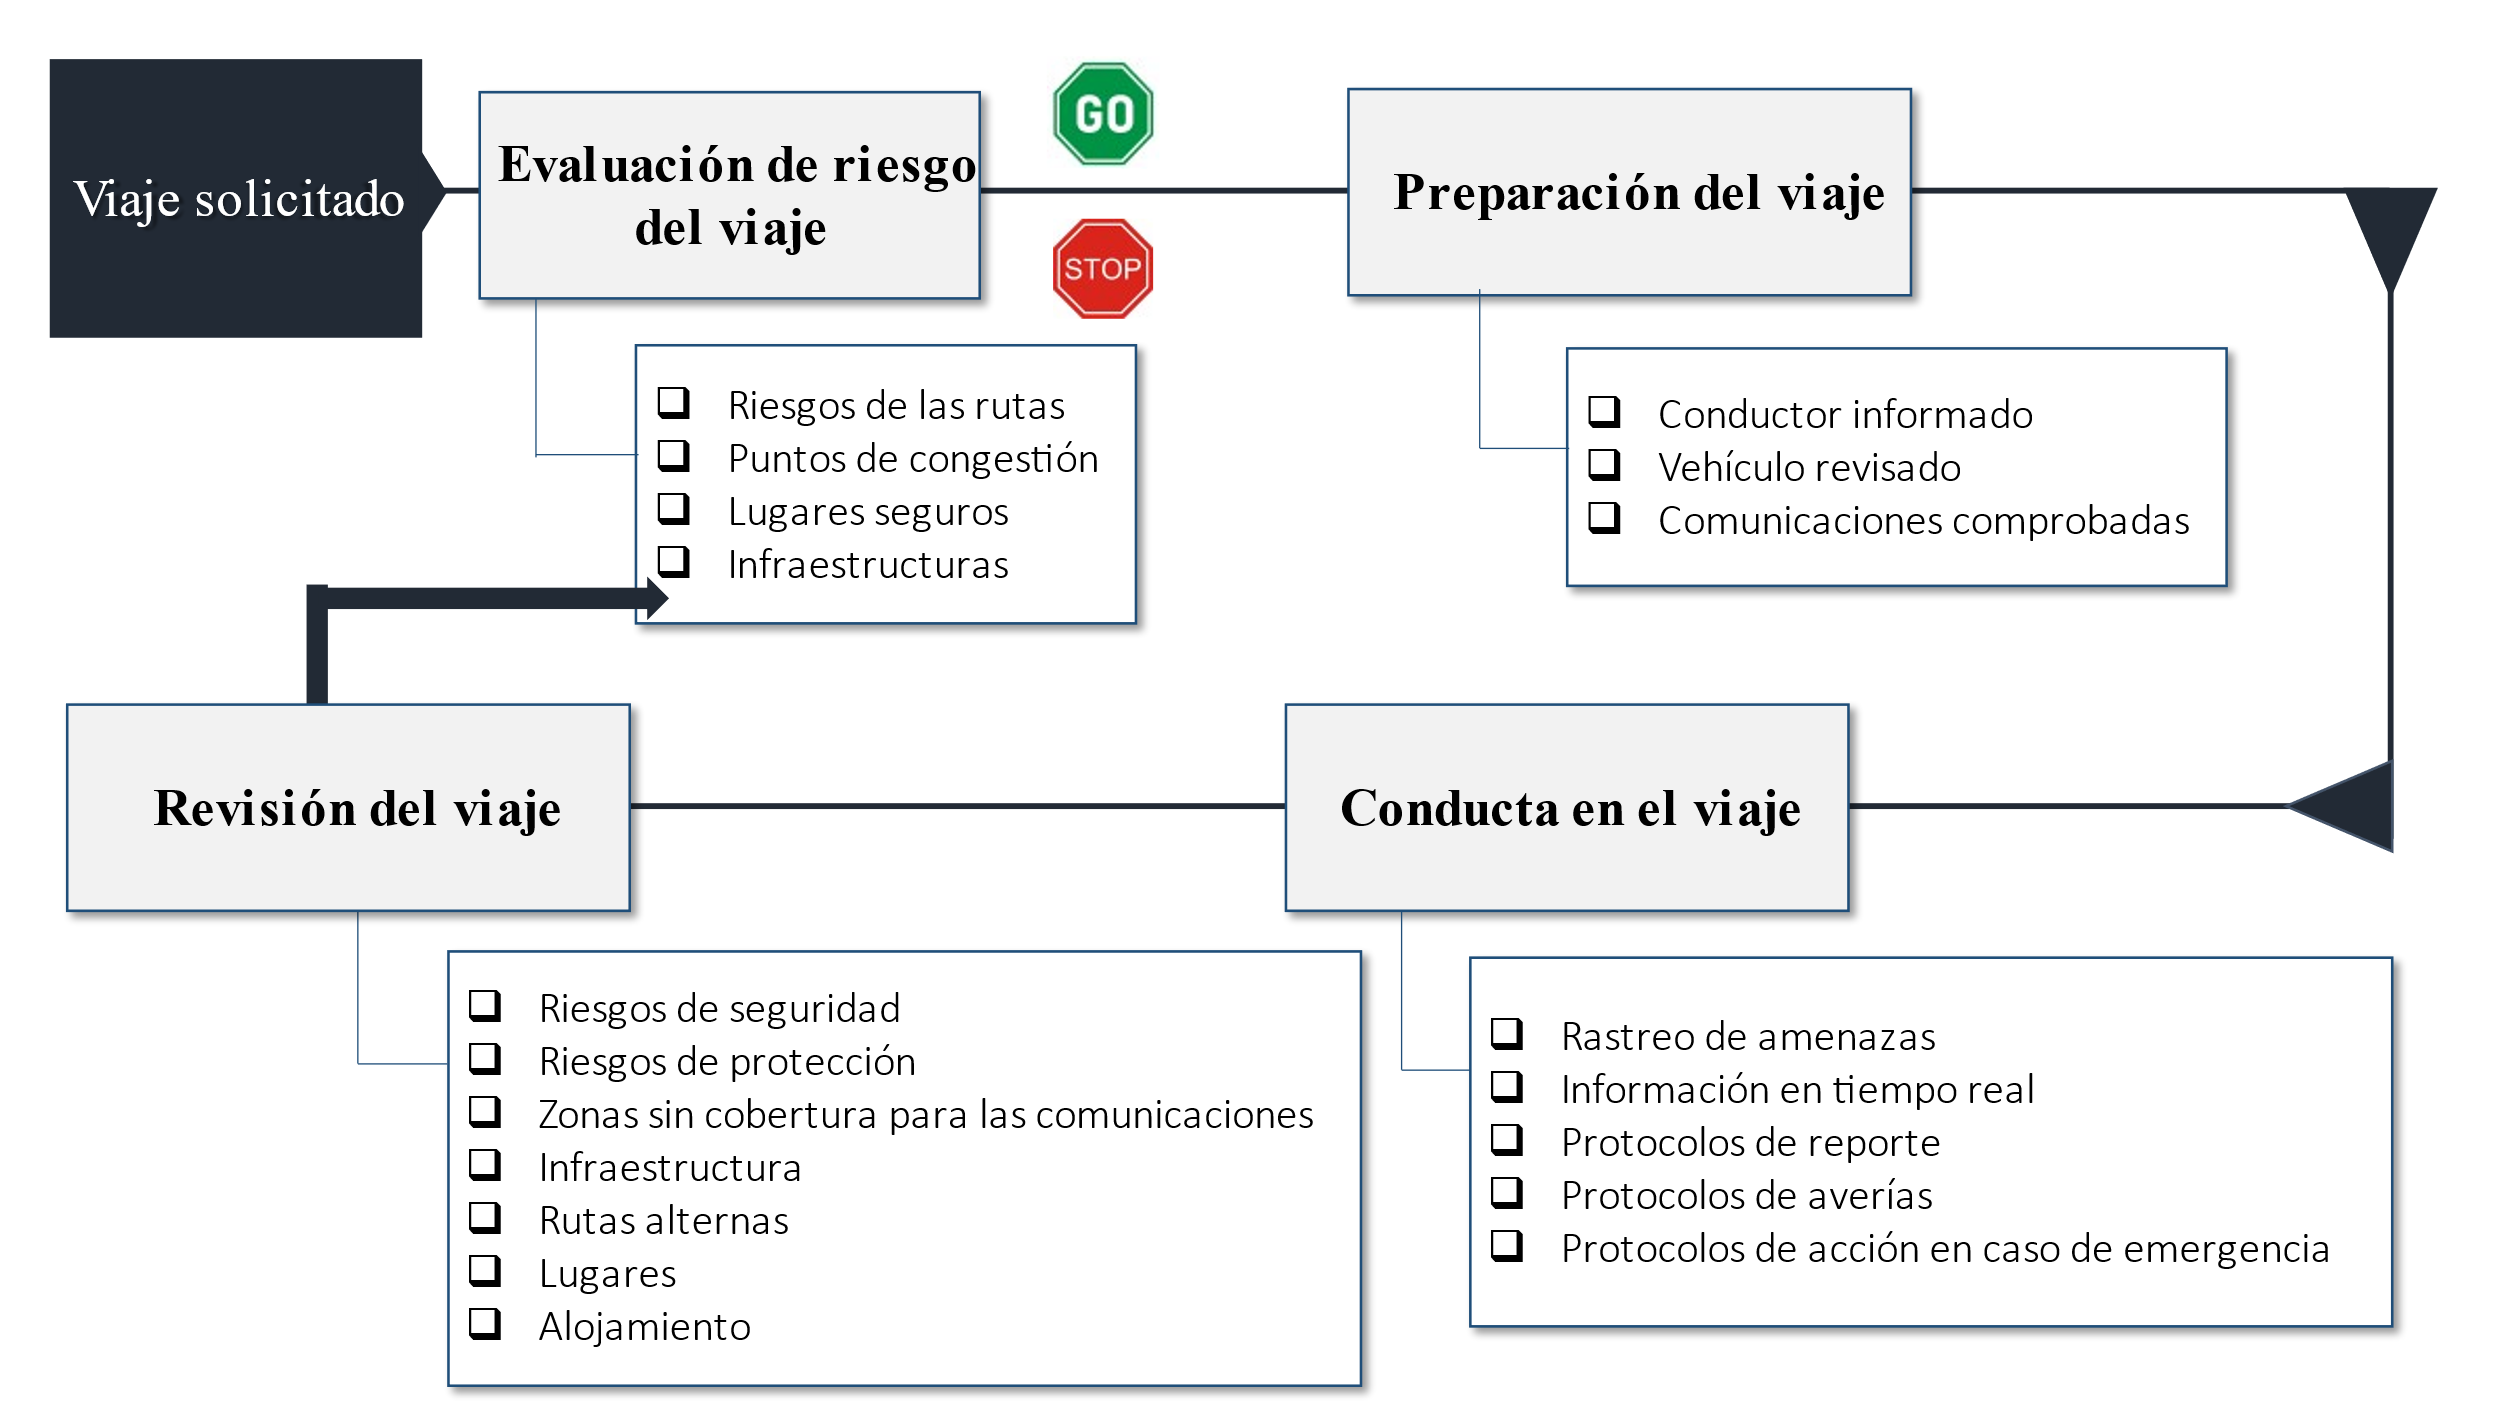 Viaje solicitado
Evaluación de riesgo
del viaje
GO
STOP
Preparación del viaje
Riesgos de las rutas
Puntos de congestión
Lugares seguros
Infraestructuras
Conductor informado
Vehículo revisado
Comunicaciones comprobadas
Revisión del viaje
Conducta en el viaje
Riesgos de seguridad
Riesgos de protección
Zonas sin cobertura para las comunicaciones
Infraestructura
Rutas alternas
Lugares
Alojamiento
Rastreo de amenazas
Información en tiempo real
Protocolos de reporte
Protocolos de averías
Protocolos de acción en caso de emergencia